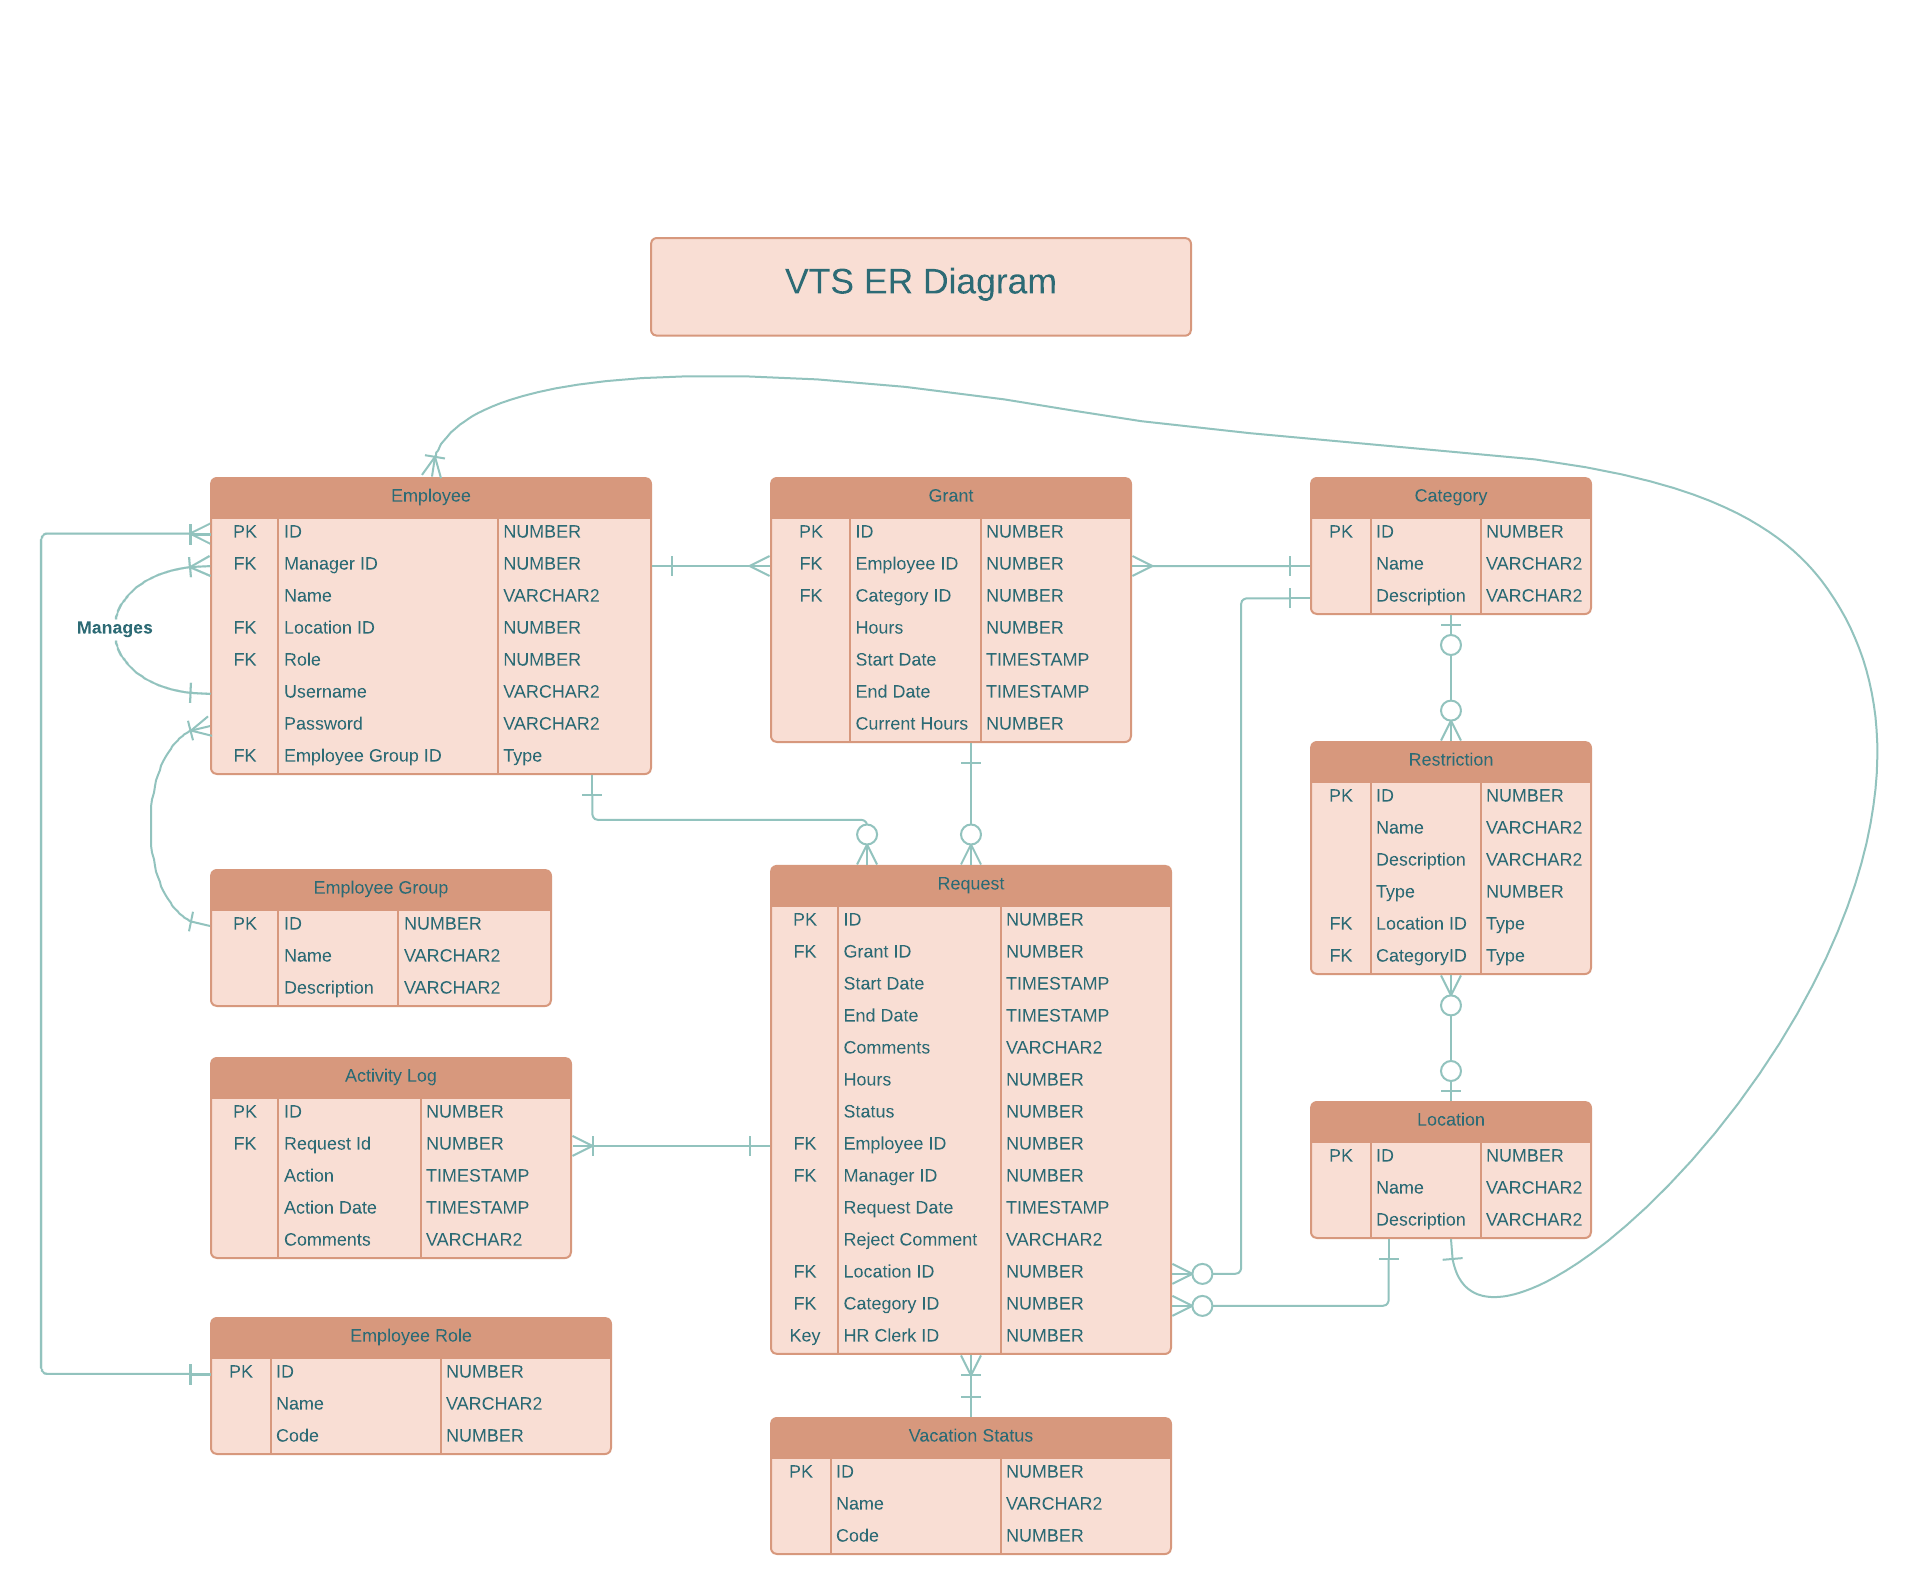 VTS ER Diagram
Employee
PK ID NUMBER
FK Manager ID NUMBER
Name VARCHAR2
FK Location ID NUMBER
FK Role NUMBER
Username VARCHAR2
Password VARCHAR2
FK Employee Group ID Type
Manages
Grant
PK ID NUMBER
FK Employee ID NUMBER
FK Category ID NUMBER
Hours NUMBER
Start Date TIMESTAMP
End Date TIMESTAMP
Current Hours NUMBER
Category
PK ID NUMBER
Name VARCHAR2
Description VARCHAR2
Restriction
PK ID NUMBER
Name VARCHAR2
Description VARCHAR2
Type NUMBER
FK Location ID Type
FK CategoryID Type
Employee Group
PK ID NUMBER
Name VARCHAR2
Description VARCHAR2
Request
PK ID NUMBER
FK Grant ID NUMBER
Start Date TIMESTAMP
End Date TIMESTAMP
Comments VARCHAR2
Hours NUMBER
Status NUMBER
FK Employee ID NUMBER
FK Manager ID NUMBER
Request Date TIMESTAMP
Reject Comment VARCHAR2
FK Location ID NUMBER
FK Category ID NUMBER
Key HR Clerk ID NUMBER
Activity Log
PK ID NUMBER
FK Request Id NUMBER
Action TIMESTAMP
Action Date TIMESTAMP
Comments VARCHAR2
Location
PK ID NUMBER
Name VARCHAR2
Description VARCHAR2
Employee Role
PK ID NUMBER
Name VARCHAR2
Code NUMBER
Vacation Status
PK ID NUMBER
Name VARCHAR2
Code NUMBER